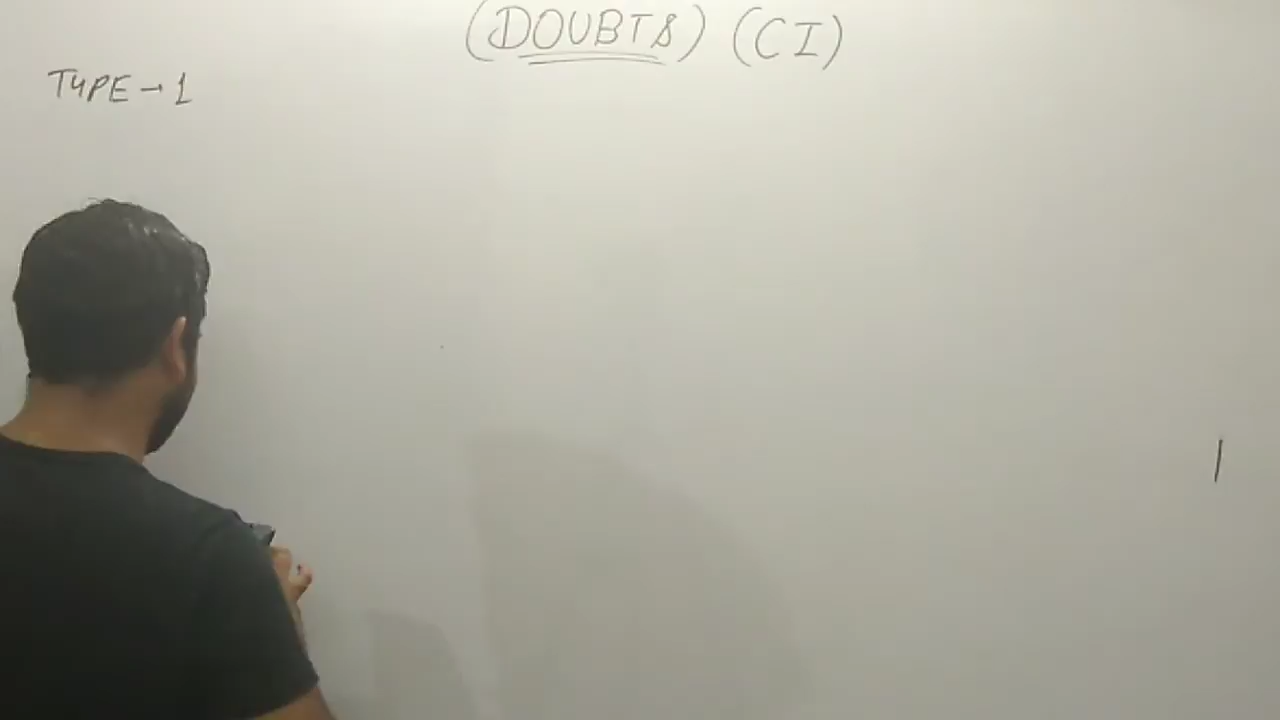 (DOUBTS) (CI)
TYPE → 1